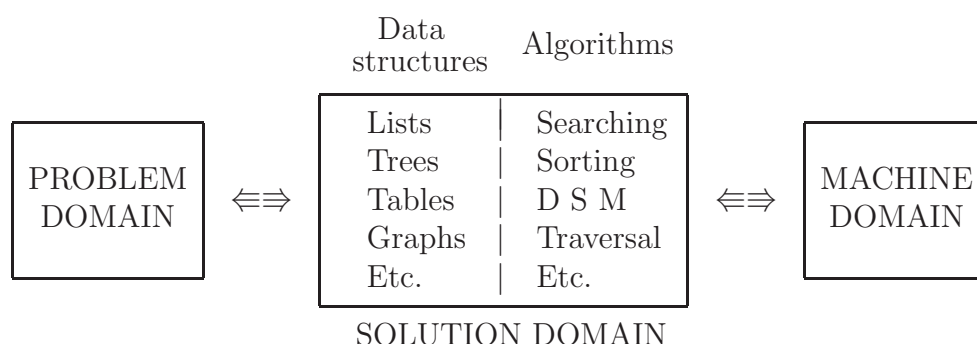 Data
structures
Algorithms
PROBLEM
DOMAIN
Lists | Searching
Trees | Sorting
Tables | D S M
Graphs | Traversal
Etc. | Etc.
MACHINE
DOMAIN
SOLUTION DOMAIN